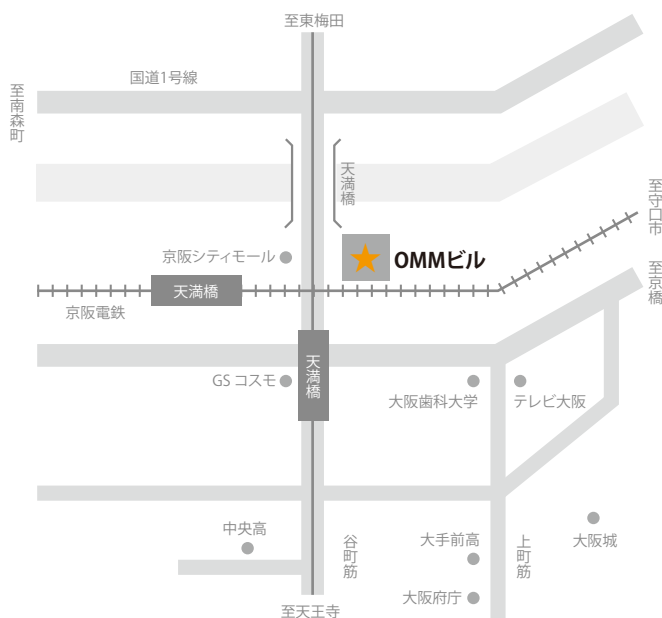 至東梅田
国道1号線
至南森町
天満橋
至守口市
京阪シティモール
OMMビル
至京橋
天満橋
京阪電鉄
天満橋
GS コスモ
大阪歯科大学
テレビ大阪
中央高
谷町筋
大手前高
上町筋
大阪城
大阪府庁
至天王寺